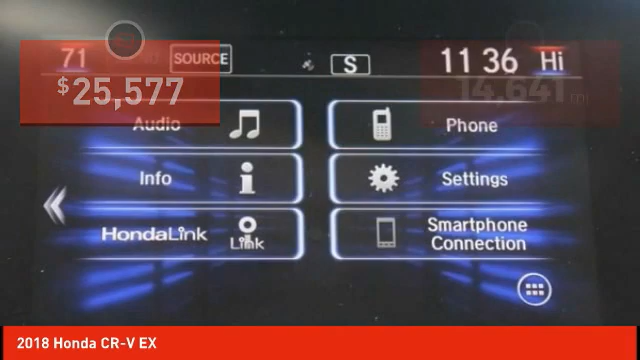 71 SOURCE S 11 36 Hi
$25,577
14,641 mi
Audio Phone
Info Settings
HondaLink Link Smartphone Connection
2018 Honda CR-V EX